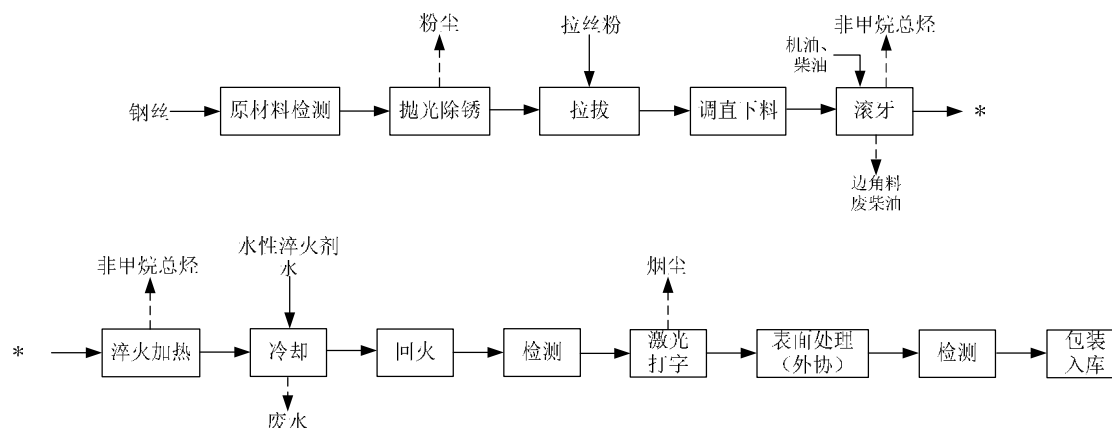 粉尘
拉丝粉
非甲烷总烃
机油、
柴油
钢丝
原材料检测
抛光除锈
拉拔
调直下料
滚牙
*
边角料
废柴油
水性淬火剂
水
非甲烷总烃
烟尘
*
淬火加热
冷却
回火
检测
激光
打字
表面处理
（外协）
检测
包装
入库
废水